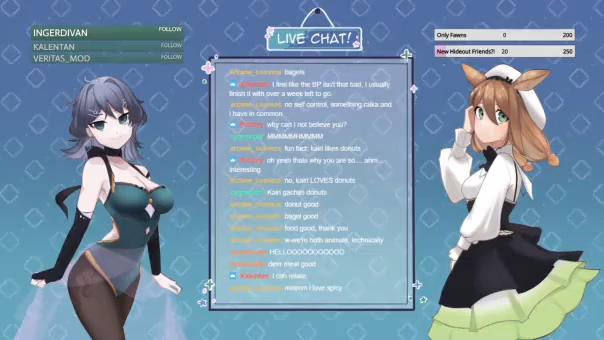 INGERDIVAN FOLLOW
KALENTAN FOLLOW
VERITAS_MOD FOLLOW
LIVE CHAT!
Only Fawns 0 200
New Hideout Friends?! 20 250
bagels
I feel like the BP isn't that bad, I usually
finish it with over a week left to go.
no self control, something caika and
i have in common.
why can I not believe you?
MMMMMHMMMM
fun fact: kairi likes donuts
oh yeah thats why you are so.... ahm...
interesting
no, kairi LOVES donuts
Kairi gachari donuts
donut good
bagel good
food good, thank you
w-we're both animals, technically
HELLOOOOOOOOOOO
deer meat good
I can relate,
mmmm I love spicy